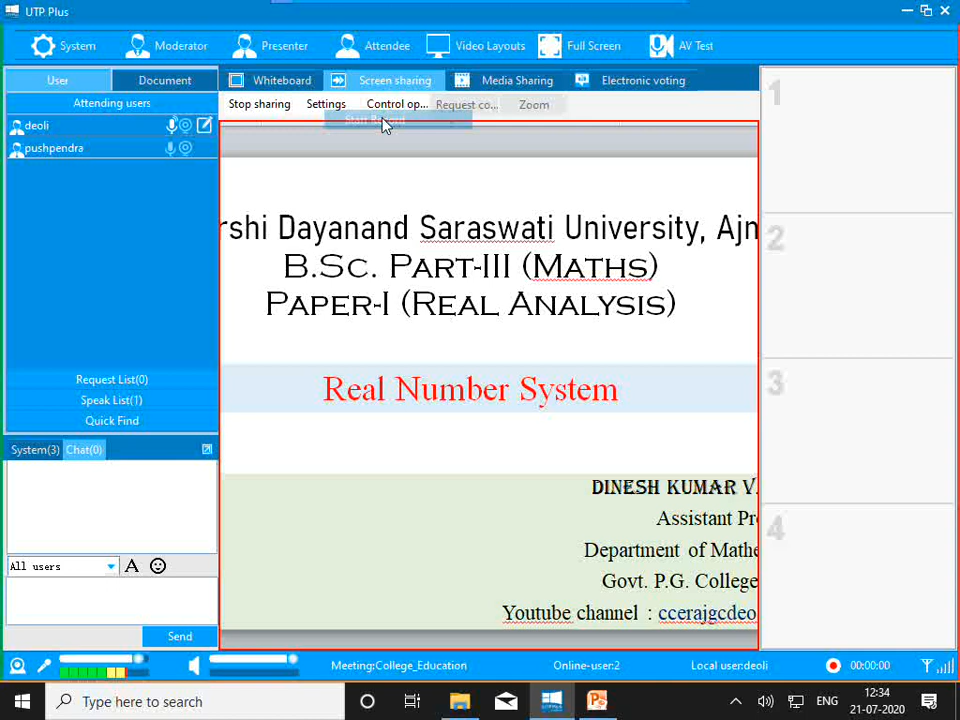 UTP Plus
System
Moderator
Presenter
Attendee
Video Layouts
Full Screen
AV Test
User
Document
Whiteboard
Screen sharing
Media Sharing
Electronic voting
Attending users
Stop sharing
Settings
Control op...
Request co...
Zoom
deoli
pushpendra
rshi Dayanand Saraswati University, Ajm
B.Sc. Part-III (Maths)
Paper-I (Real Analysis)
Real Number System
DINESH KUMAR V
Assistant Pr
Department of Mathe
Govt. P.G. College
Youtube channel : ccerajgcdeo
1
2
3
4
Request List(0)
Speak List(1)
Quick Find
System(3)
Chat(0)
All users
A
Send
Meeting:College_Education
Online-user:2
Local user:deoli
00:00:00
Type here to search
ENG
12:34
21-07-2020